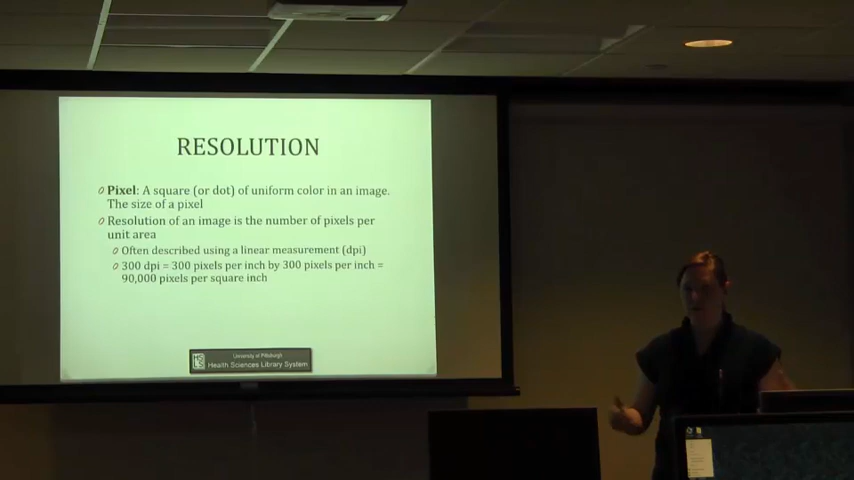 RESOLUTION
Pixel: A square (or dot) of uniform color in an image.
The size of a pixel
Resolution of an image is the number of pixels per
unit area
Often described using a linear measurement (dpi)
300 dpi = 300 pixels per inch by 300 pixels per inch =
90,000 pixels per square inch
University of Pittsburgh
Health Sciences Library System